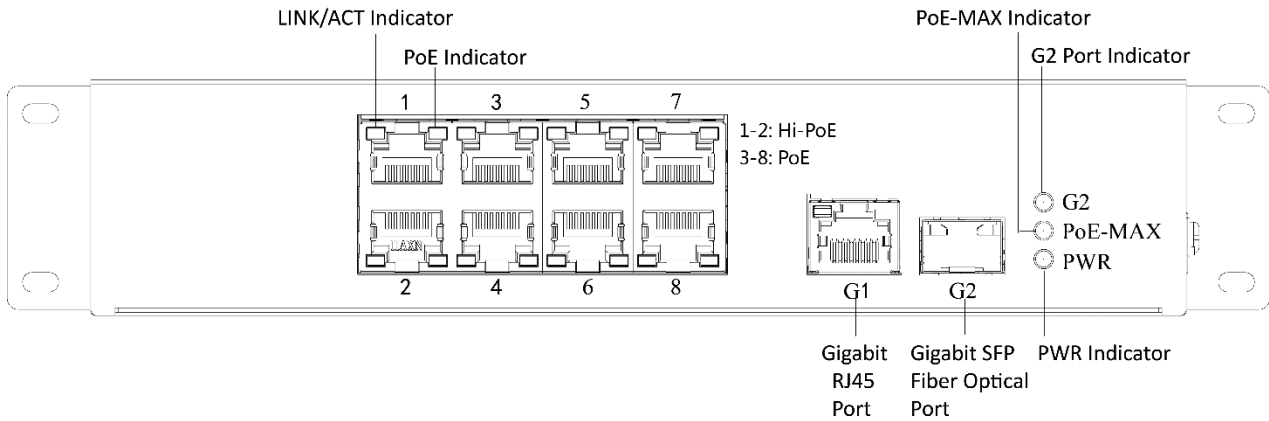 LINK/ACT Indicator
PoE-MAX Indicator
PoE Indicator
G2 Port Indicator
1 3 5 7
1-2: Hi-PoE
3-8: PoE
G2
PoE-MAX
PWR
2 4 6 8
G1 G2
Gigabit
RJ45
Port
Gigabit SFP
Fiber Optical
Port
PWR Indicator